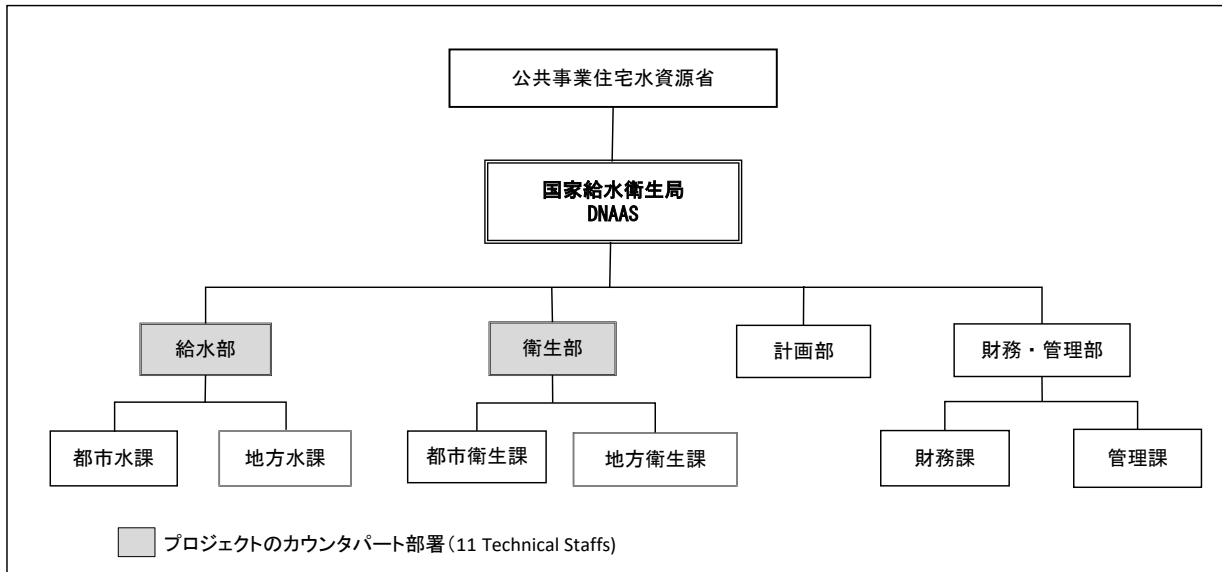 公共事業住宅水資源省
国家給水衛生局
DNAAS
給水部
衛生部
計画部
財務・管理部
都市水課
地方水課
都市衛生課
地方衛生課
財務課
管理課
プロジェクトのカウンタパート部署(11 Technical Staffs)